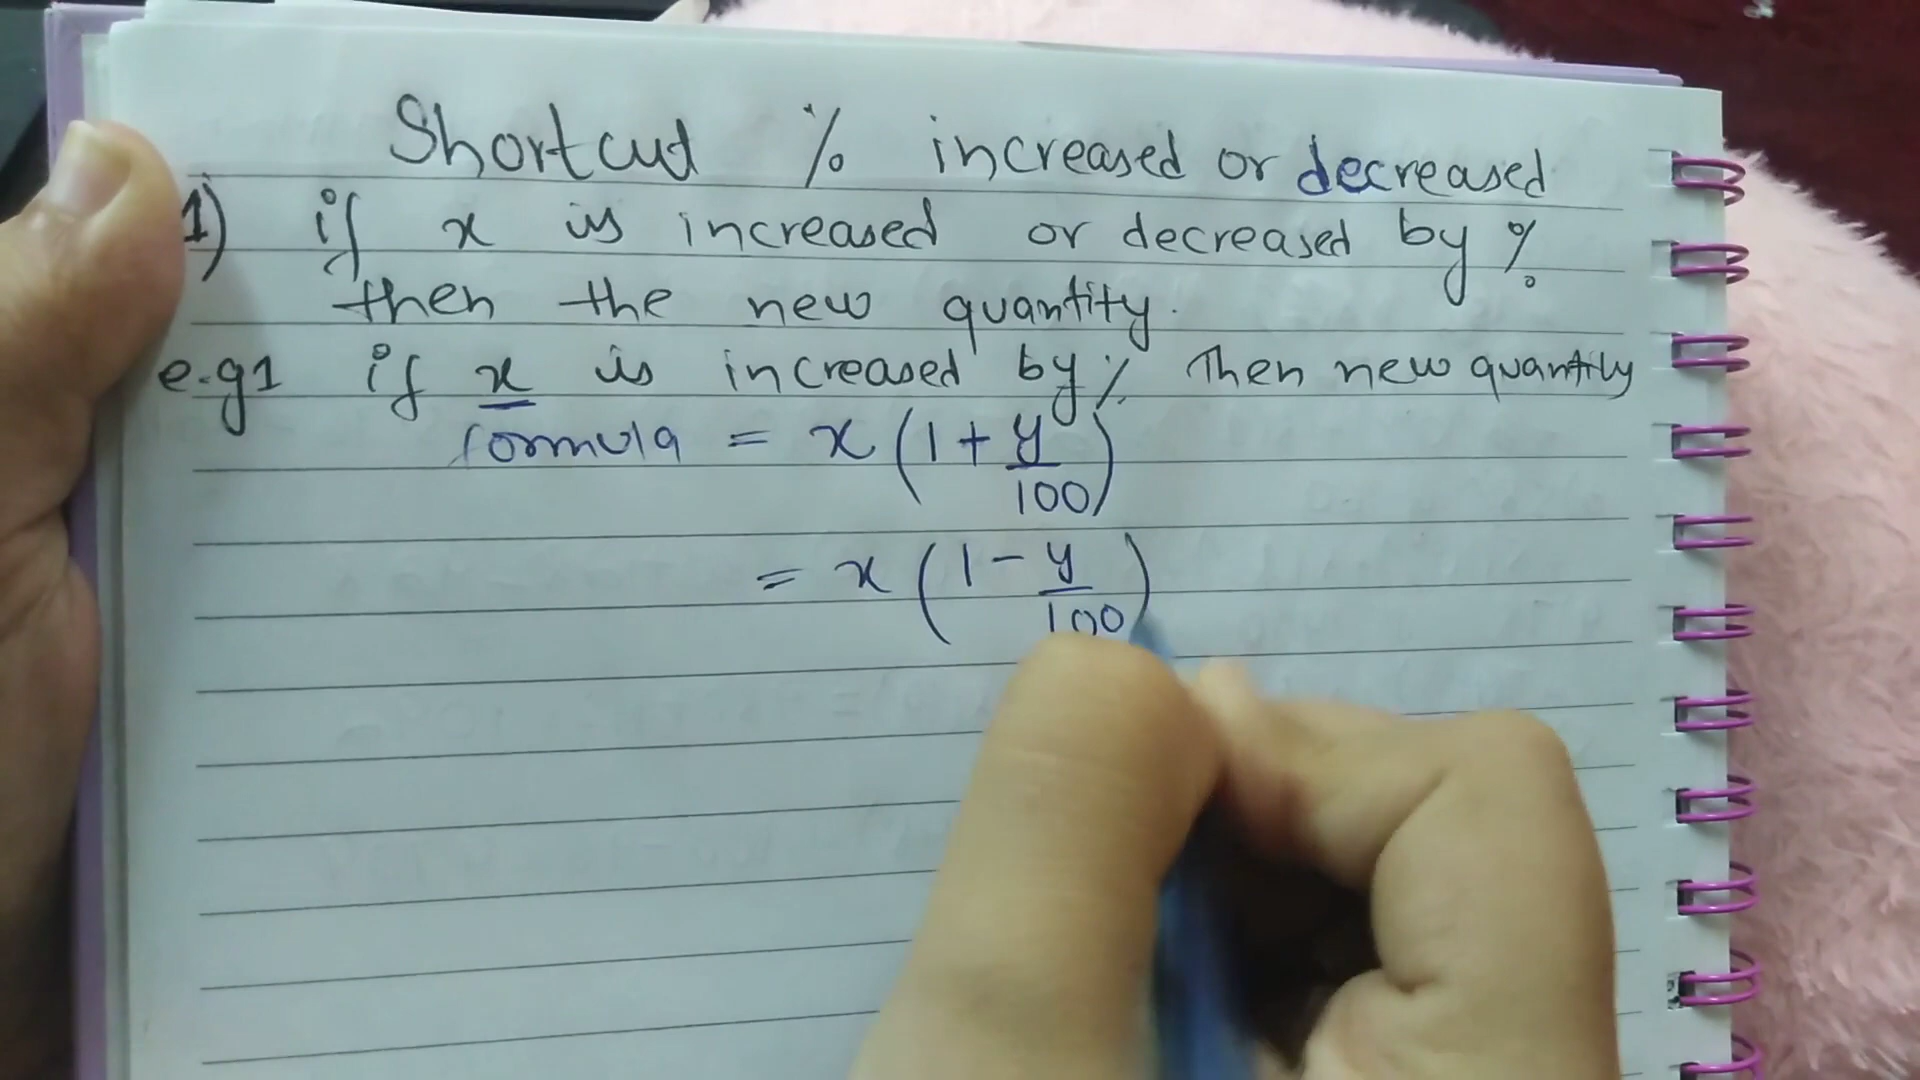 Shortcut % increased or decreased
1) if x is increased or decreased by %
then the new quantity.
e.g1 if x is increased by % Then new quantity
formula = x (1 + y/100)
= x (1 - y/100)